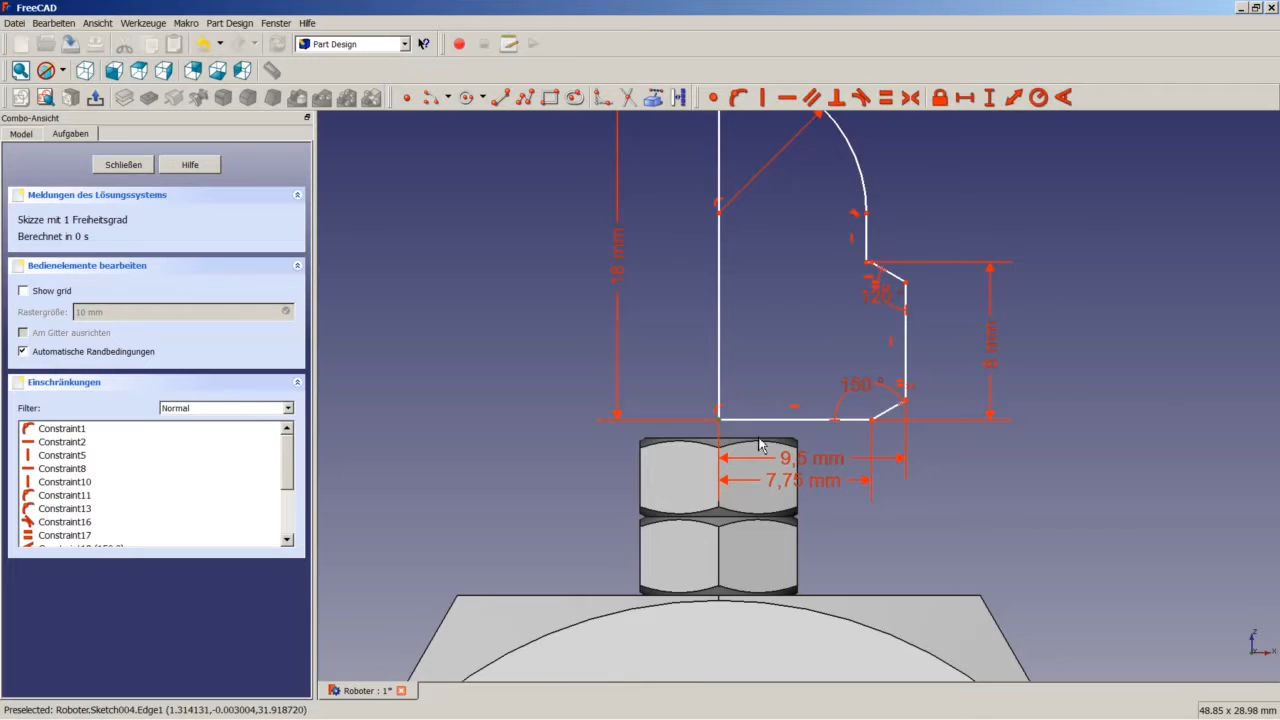 FreeCAD
Datei Bearbeiten Ansicht Werkzeuge Makro Part Design Fenster Hilfe
Part Design
Combo-Ansicht
Model Aufgaben
Schließen Hilfe
Meldungen des Lösungssystems
Skizze mit 1 Freiheitsgrad
Berechnet in 0 s
Bedienelemente bearbeiten
Show grid
Rastergröße: 10 mm
Am Gitter ausrichten
Automatische Randbedingungen
Einschränkungen
Filter: Normal
Constraint1
Constraint2
Constraint5
Constraint8
Constraint10
Constraint11
Constraint13
Constraint16
Constraint17
18 mm
120°
8 mm
150 °
9,5 mm
7,75 mm
Z
X
Roboter : 1*
Preselected: Roboter.Sketch004.Edge1 (1.314131,-0.003004,31.918720)
48.85 x 28.98 mm